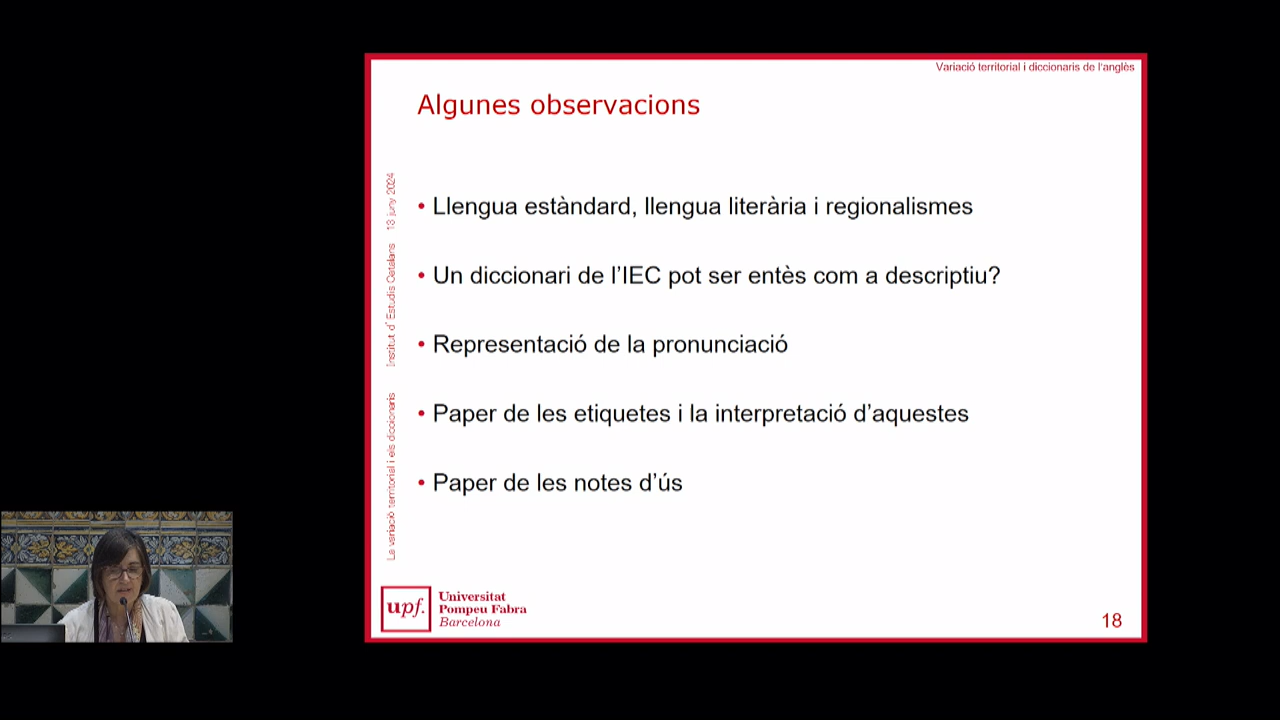 Variació territorial i diccionaris de l'anglès
Algunes observacions
• Llengua estàndard, llengua literària i regionalismes
• Un diccionari de l’IEC pot ser entès com a descriptiu?
• Representació de la pronunciació
• Paper de les etiquetes i la interpretació d’aquestes
• Paper de les notes d’ús
La variació territorial i els diccionaris Institut d´Estudis Catalans 13 juny 2024
upf.
Universitat
Pompeu Fabra
Barcelona
18